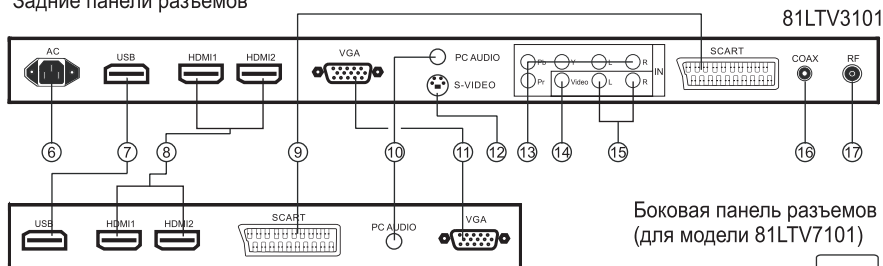 Задние панели разъемов
81LTV3101
AC
USB
HDMI1
HDMI2
VGA
PC AUDIO
S-VIDEO
Pb
Y
L
R
Pr
Video
L
R
IN
SCART
COAX
RF
6
7
8
9
10
11
12
13
14
15
16
17
USB
HDMI1
HDMI2
SCART
PC AUDIO
VGA
Боковая панель разъемов
(для модели 81LTV7101)